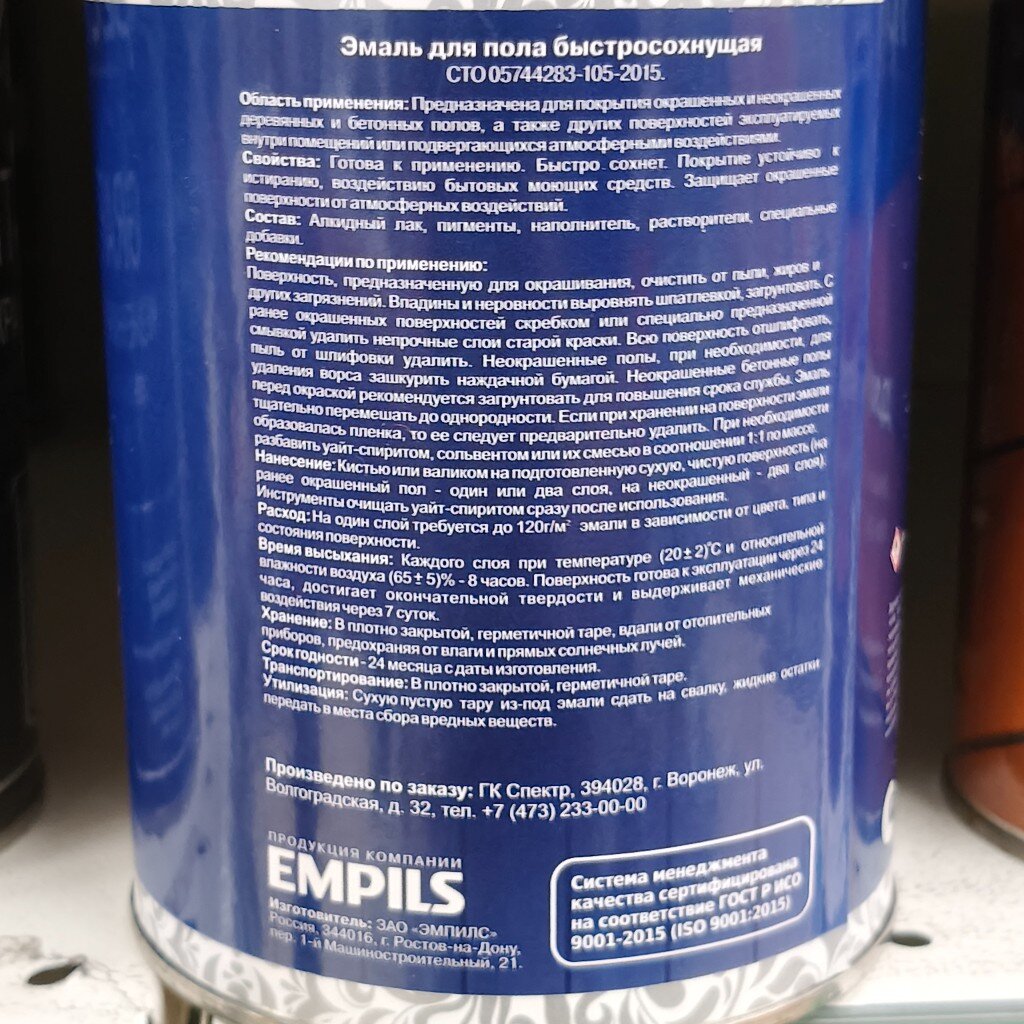 Эмаль для пола быстросохнущая
СТО 05744283-105-2015.
Область применения: Предназначена для покрытия окрашенных и неокрашенных
деревянных и бетонных полов, а также других поверхностей эксплуатируемых
внутри помещений или подвергающихся атмосферными воздействиями.
Свойства: Готова к применению. Быстро сохнет. Покрытие устойчиво к
истиранию, воздействию бытовых моющих средств. Защищает окрашенные
поверхности от атмосферных воздействий.
Состав: Алкидный лак, пигменты, наполнитель, растворители, специальные
добавки.
Рекомендации по применению:
Поверхность, предназначенную для окрашивания, очистить от пыли, жиров и
других загрязнений. Впадины и неровности выровнять шпатлевкой, загрунтовать. С
ранее окрашенных поверхностей скребком или специально предназначенной
смывкой удалить непрочные слои старой краски. Всю поверхность отшлифовать,
пыль от шлифовки удалить. Неокрашенные полы, при необходимости, для
удаления ворса зашкурить наждачной бумагой. Неокрашенные бетонные полы
перед окраской рекомендуется загрунтовать для повышения срока службы. Эмаль
тщательно перемешать до однородности. Если при хранении на поверхности эмали
образовалась пленка, то ее следует предварительно удалить. При необходимости
разбавить уайт-спиритом, сольвентом или их смесью в соотношении 1:1 по массе.
Нанесение: Кистью или валиком на подготовленную сухую, чистую поверхность (на
ранее окрашенный пол - один или два слоя, на неокрашенный - два слоя).
Инструменты очищать уайт-спиритом сразу после использования.
Расход: На один слой требуется до 120г/м² эмали в зависимости от цвета, типа и
состояния поверхности.
Время высыхания: Каждого слоя при температуре (20±2)°С и относительной
влажности воздуха (65±5)% - 8 часов. Поверхность готова к эксплуатации через 24
часа, достигает окончательной твердости и выдерживает механические
воздействия через 7 суток.
Хранение: В плотно закрытой, герметичной таре, вдали от отопительных
приборов, предохраняя от влаги и прямых солнечных лучей.
Срок годности - 24 месяца с даты изготовления.
Транспортирование: В плотно закрытой, герметичной таре.
Утилизация: Сухую пустую тару из-под эмали сдать на свалку, жидкие остатки
передать в места сбора вредных веществ.
Произведено по заказу: ГК Спектр, 394028, г. Воронеж, ул.
Волгоградская, д. 32, тел. +7 (473) 233-00-00
ПРОДУКЦИЯ КОМПАНИИ
EMPILS
Изготовитель: ЗАО «ЭМПИЛС»
Россия, 344016, г. Ростов-на-Дону,
пер. 1-й Машиностроительный, 21.
Система менеджмента
качества сертифицирована
на соответствие ГОСТ Р ИСО
9001-2015 (ISO 9001:2015)